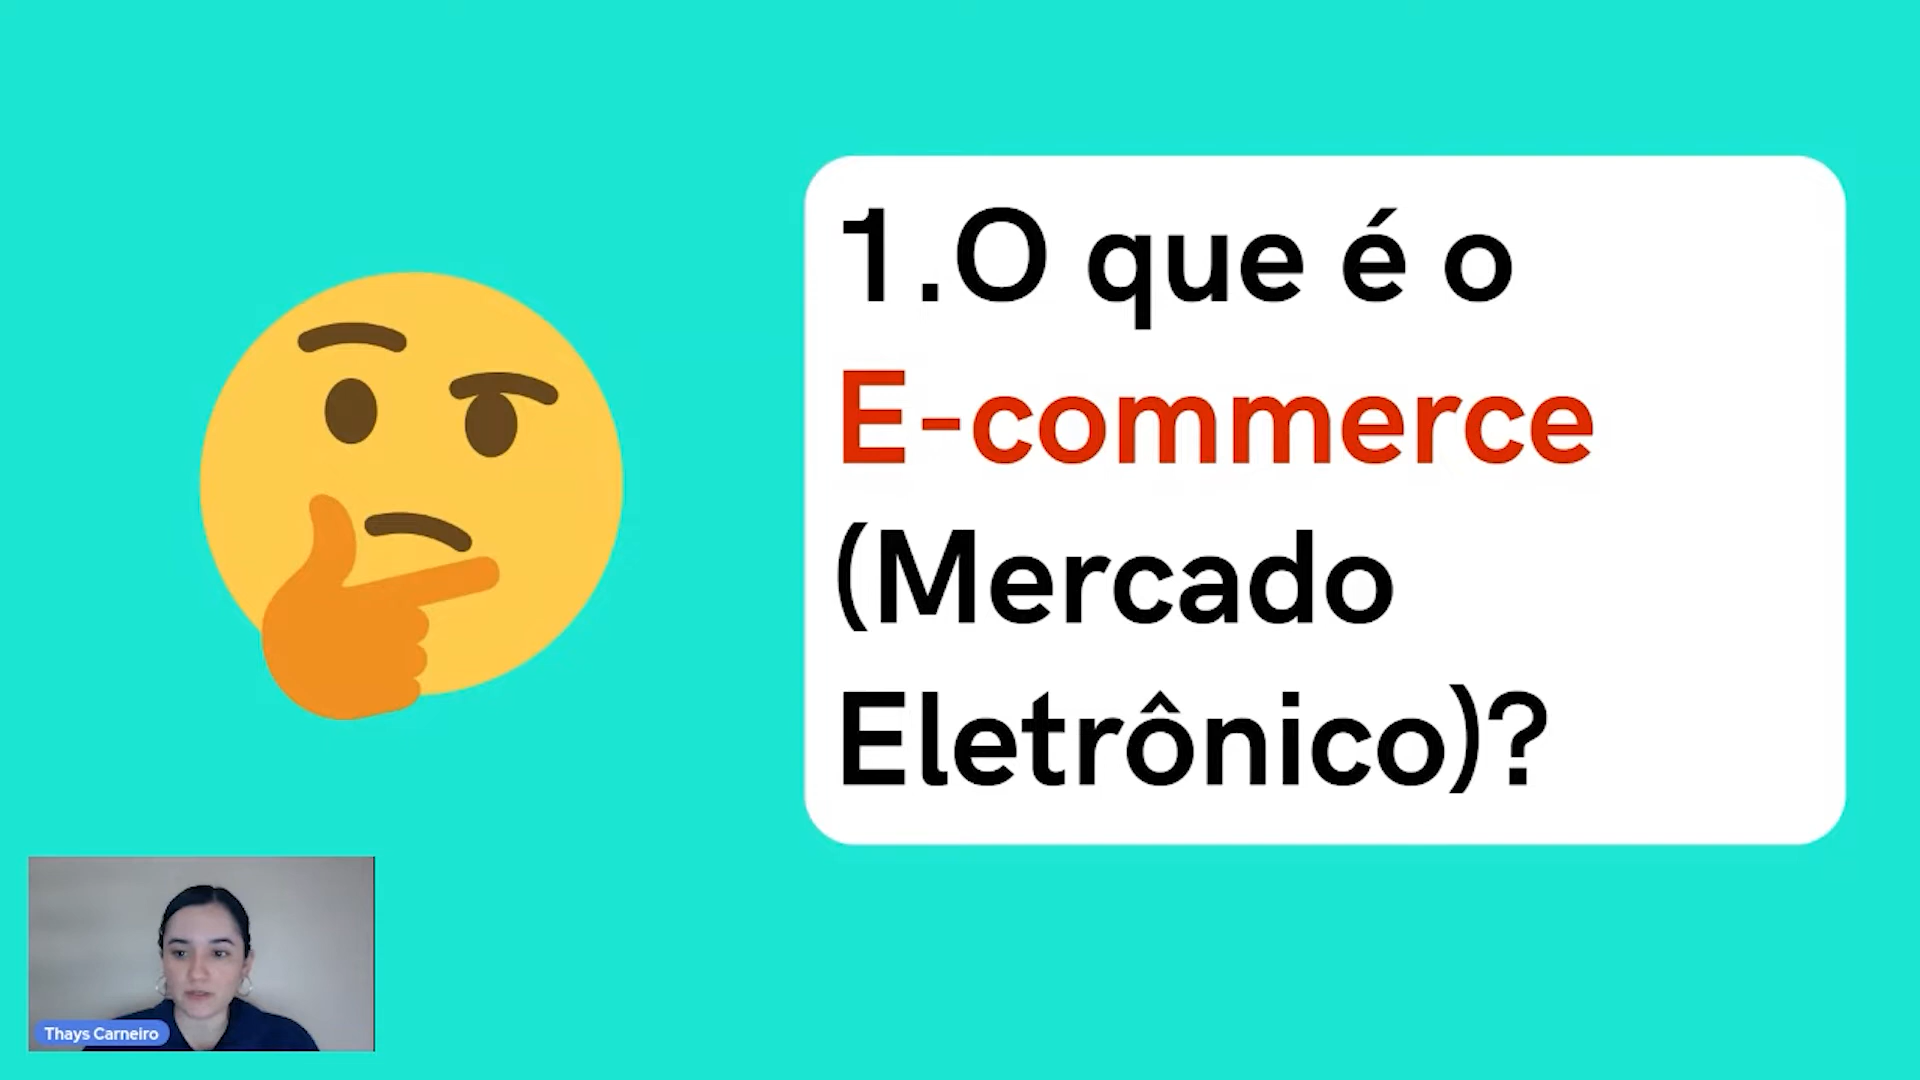 1.O que é o
E-commerce
(Mercado
Eletrônico)?
Thays Carneiro